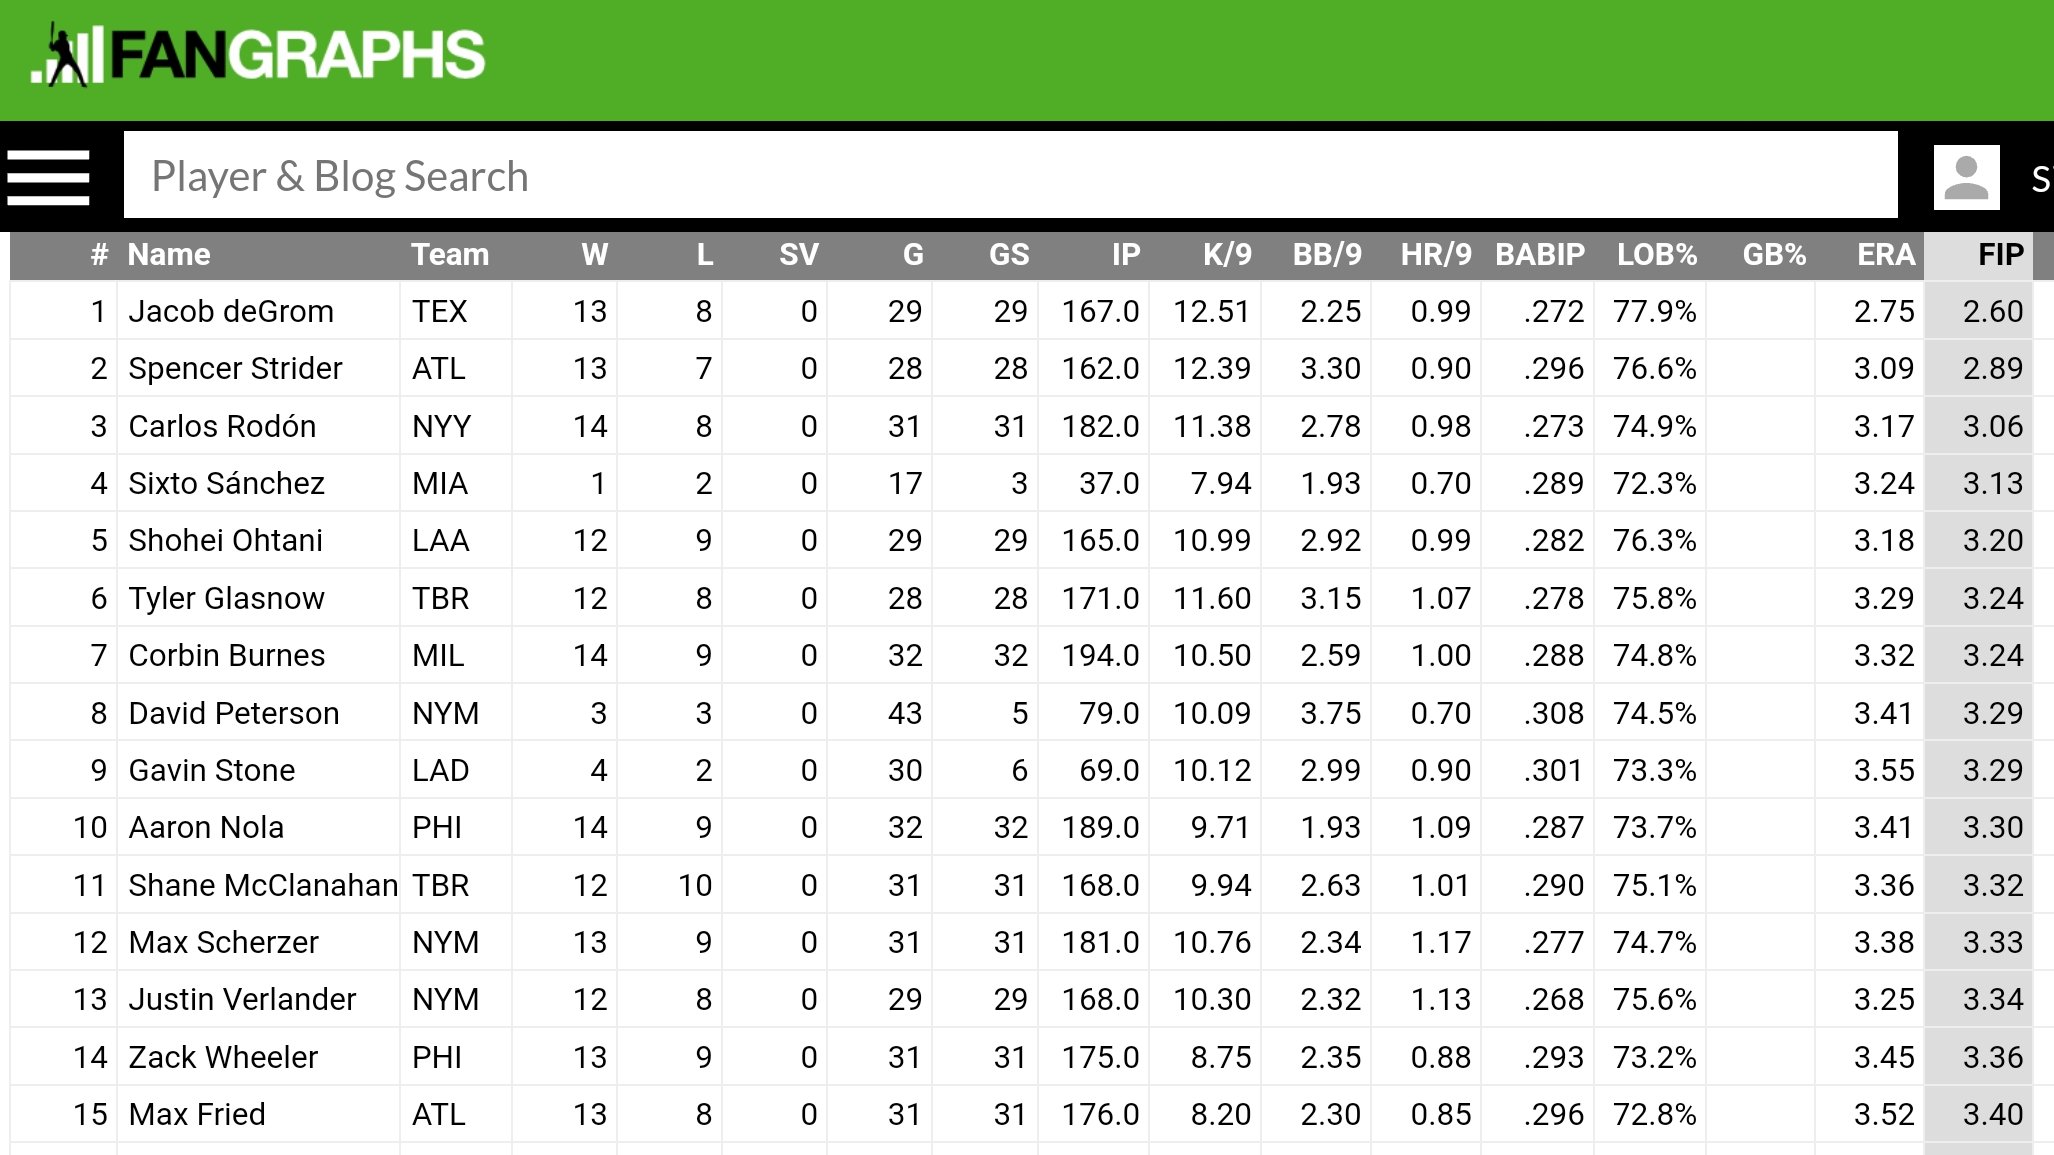 FANGRAPHS
Player & Blog Search
S
# Name Team W L SV G GS IP K/9 BB/9 HR/9 BABIP LOB% GB% ERA FIP
1 Jacob deGrom TEX 13 8 0 29 29 167.0 12.51 2.25 0.99 .272 77.9% 2.75 2.60
2 Spencer Strider ATL 13 7 0 28 28 162.0 12.39 3.30 0.90 .296 76.6% 3.09 2.89
3 Carlos Rodón NYY 14 8 0 31 31 182.0 11.38 2.78 0.98 .273 74.9% 3.17 3.06
4 Sixto Sánchez MIA 1 2 0 17 3 37.0 7.94 1.93 0.70 .289 72.3% 3.24 3.13
5 Shohei Ohtani LAA 12 9 0 29 29 165.0 10.99 2.92 0.99 .282 76.3% 3.18 3.20
6 Tyler Glasnow TBR 12 8 0 28 28 171.0 11.60 3.15 1.07 .278 75.8% 3.29 3.24
7 Corbin Burnes MIL 14 9 0 32 32 194.0 10.50 2.59 1.00 .288 74.8% 3.32 3.24
8 David Peterson NYM 3 3 0 43 5 79.0 10.09 3.75 0.70 .308 74.5% 3.41 3.29
9 Gavin Stone LAD 4 2 0 30 6 69.0 10.12 2.99 0.90 .301 73.3% 3.55 3.29
10 Aaron Nola PHI 14 9 0 32 32 189.0 9.71 1.93 1.09 .287 73.7% 3.41 3.30
11 Shane McClanahan TBR 12 10 0 31 31 168.0 9.94 2.63 1.01 .290 75.1% 3.36 3.32
12 Max Scherzer NYM 13 9 0 31 31 181.0 10.76 2.34 1.17 .277 74.7% 3.38 3.33
13 Justin Verlander NYM 12 8 0 29 29 168.0 10.30 2.32 1.13 .268 75.6% 3.25 3.34
14 Zack Wheeler PHI 13 9 0 31 31 175.0 8.75 2.35 0.88 .293 73.2% 3.45 3.36
15 Max Fried ATL 13 8 0 31 31 176.0 8.20 2.30 0.85 .296 72.8% 3.52 3.40